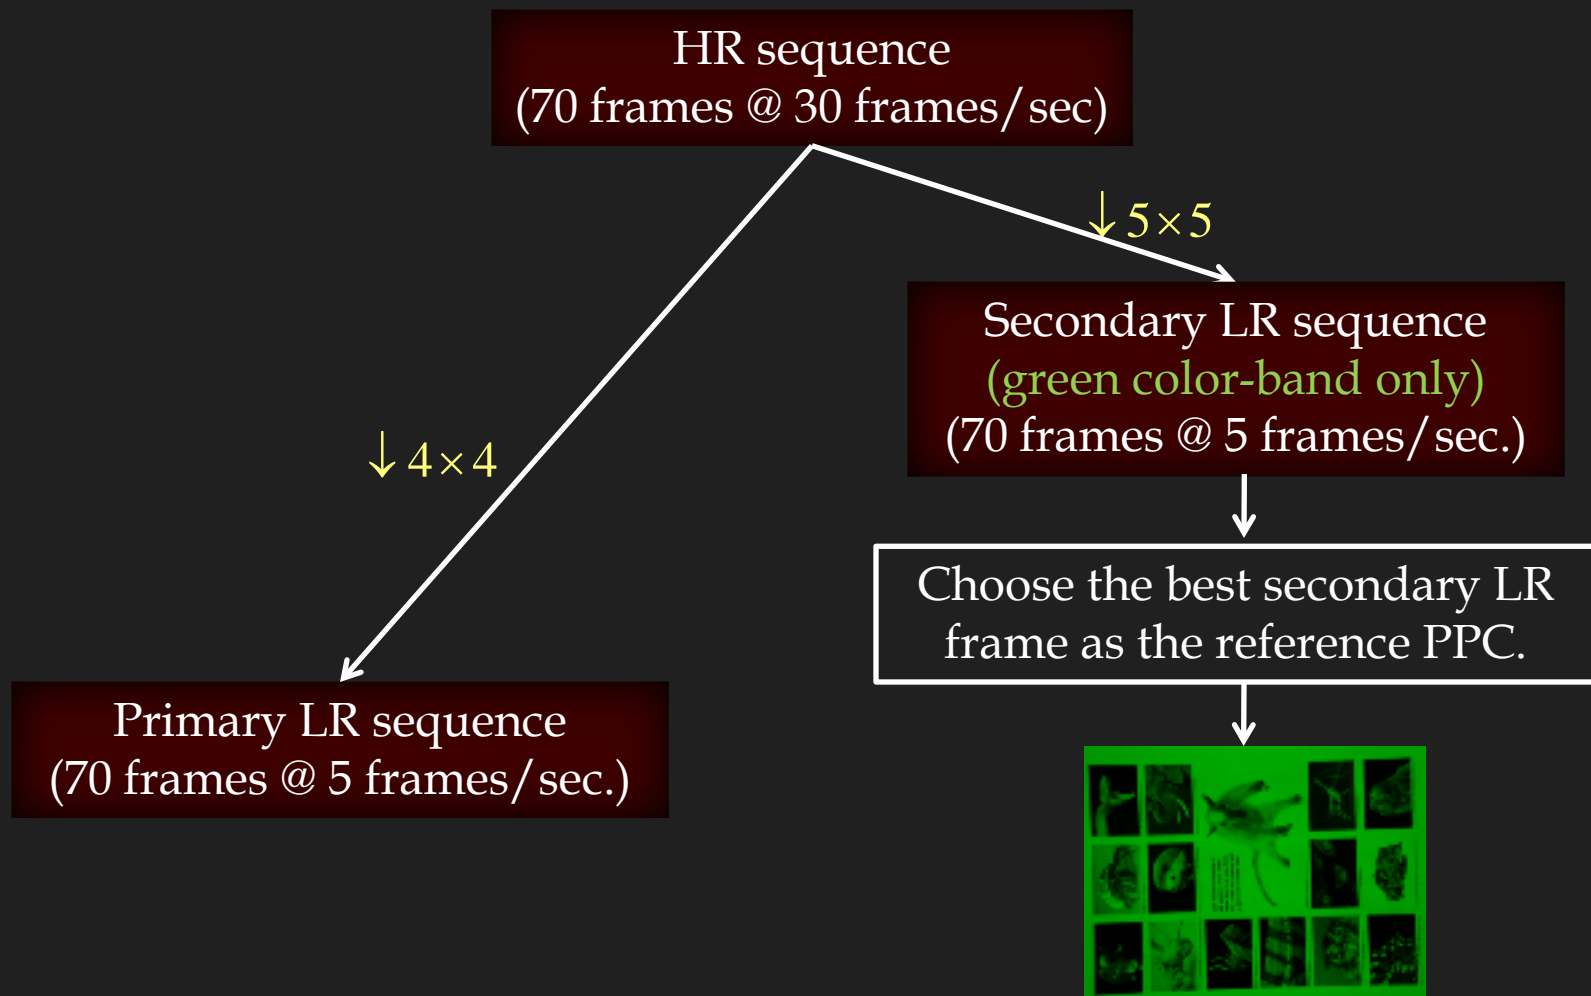 HR sequence
(70 frames @ 30 frames/sec)
↓ 5×5
Secondary LR sequence
(green color-band only)
(70 frames @ 5 frames/sec.)
↓ 4×4
Choose the best secondary LR
frame as the reference PPC.
Primary LR sequence
(70 frames @ 5 frames/sec.)